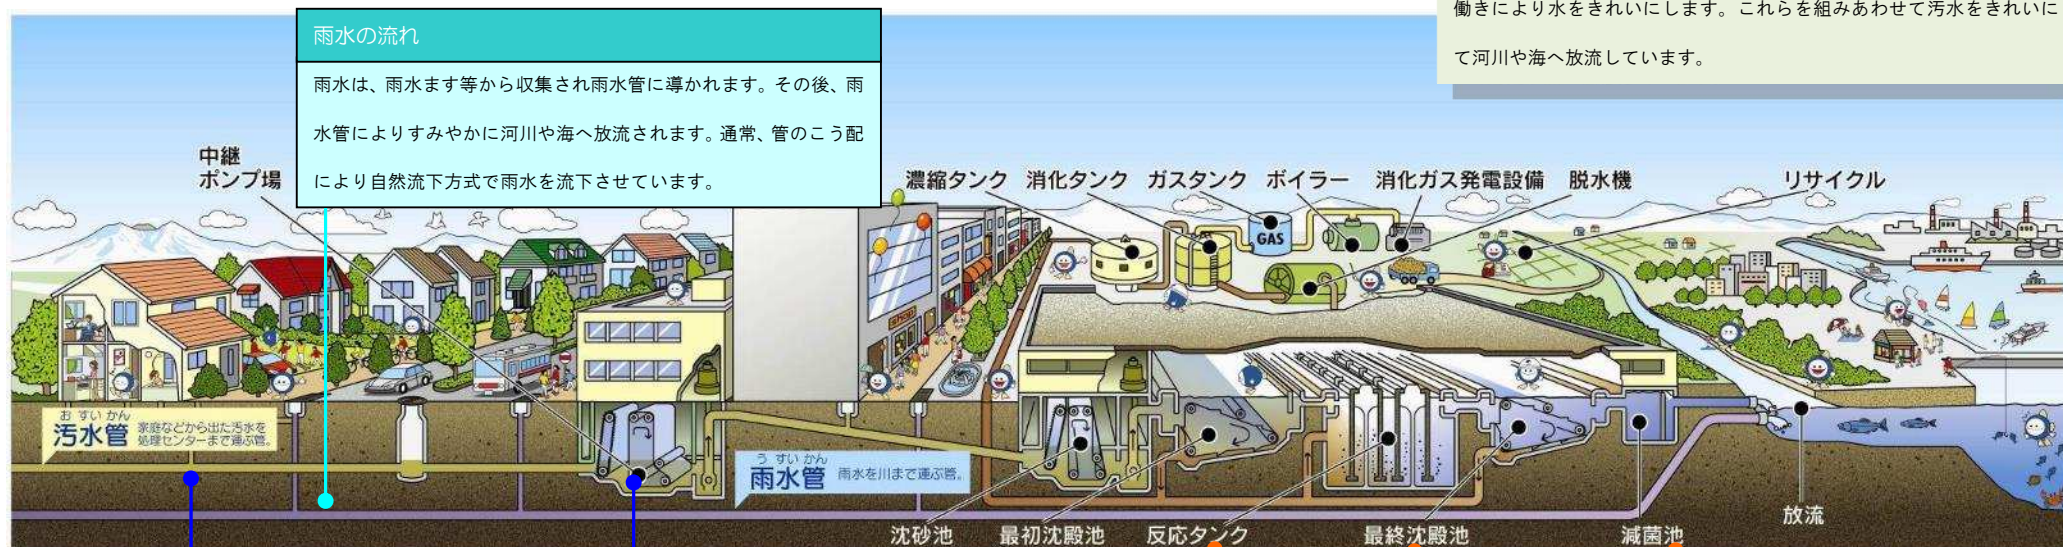 働きにより水をきれいにします。これらを組みあわせて汚水をきれいに
て河川や海へ放流しています。
雨水の流れ
雨水は、雨水ます等から収集され雨水管に導かれます。その後、雨
水管によりすみやかに河川や海へ放流されます。通常、管のこう配
により自然流下方式で雨水を流下させています。
中継
ポンプ場
濃縮タンク 消化タンク ガスタンク ボイラー 消化ガス発電設備 脱水機 リサイクル
GAS
おすいかん
汚水管 家庭などから出た汚水を
処理センターまで運ぶ管。
うすいかん
雨水管 雨水を川まで運ぶ管。
沈砂池 最初沈殿池 反応タンク 最終沈殿池 滅菌池 放流